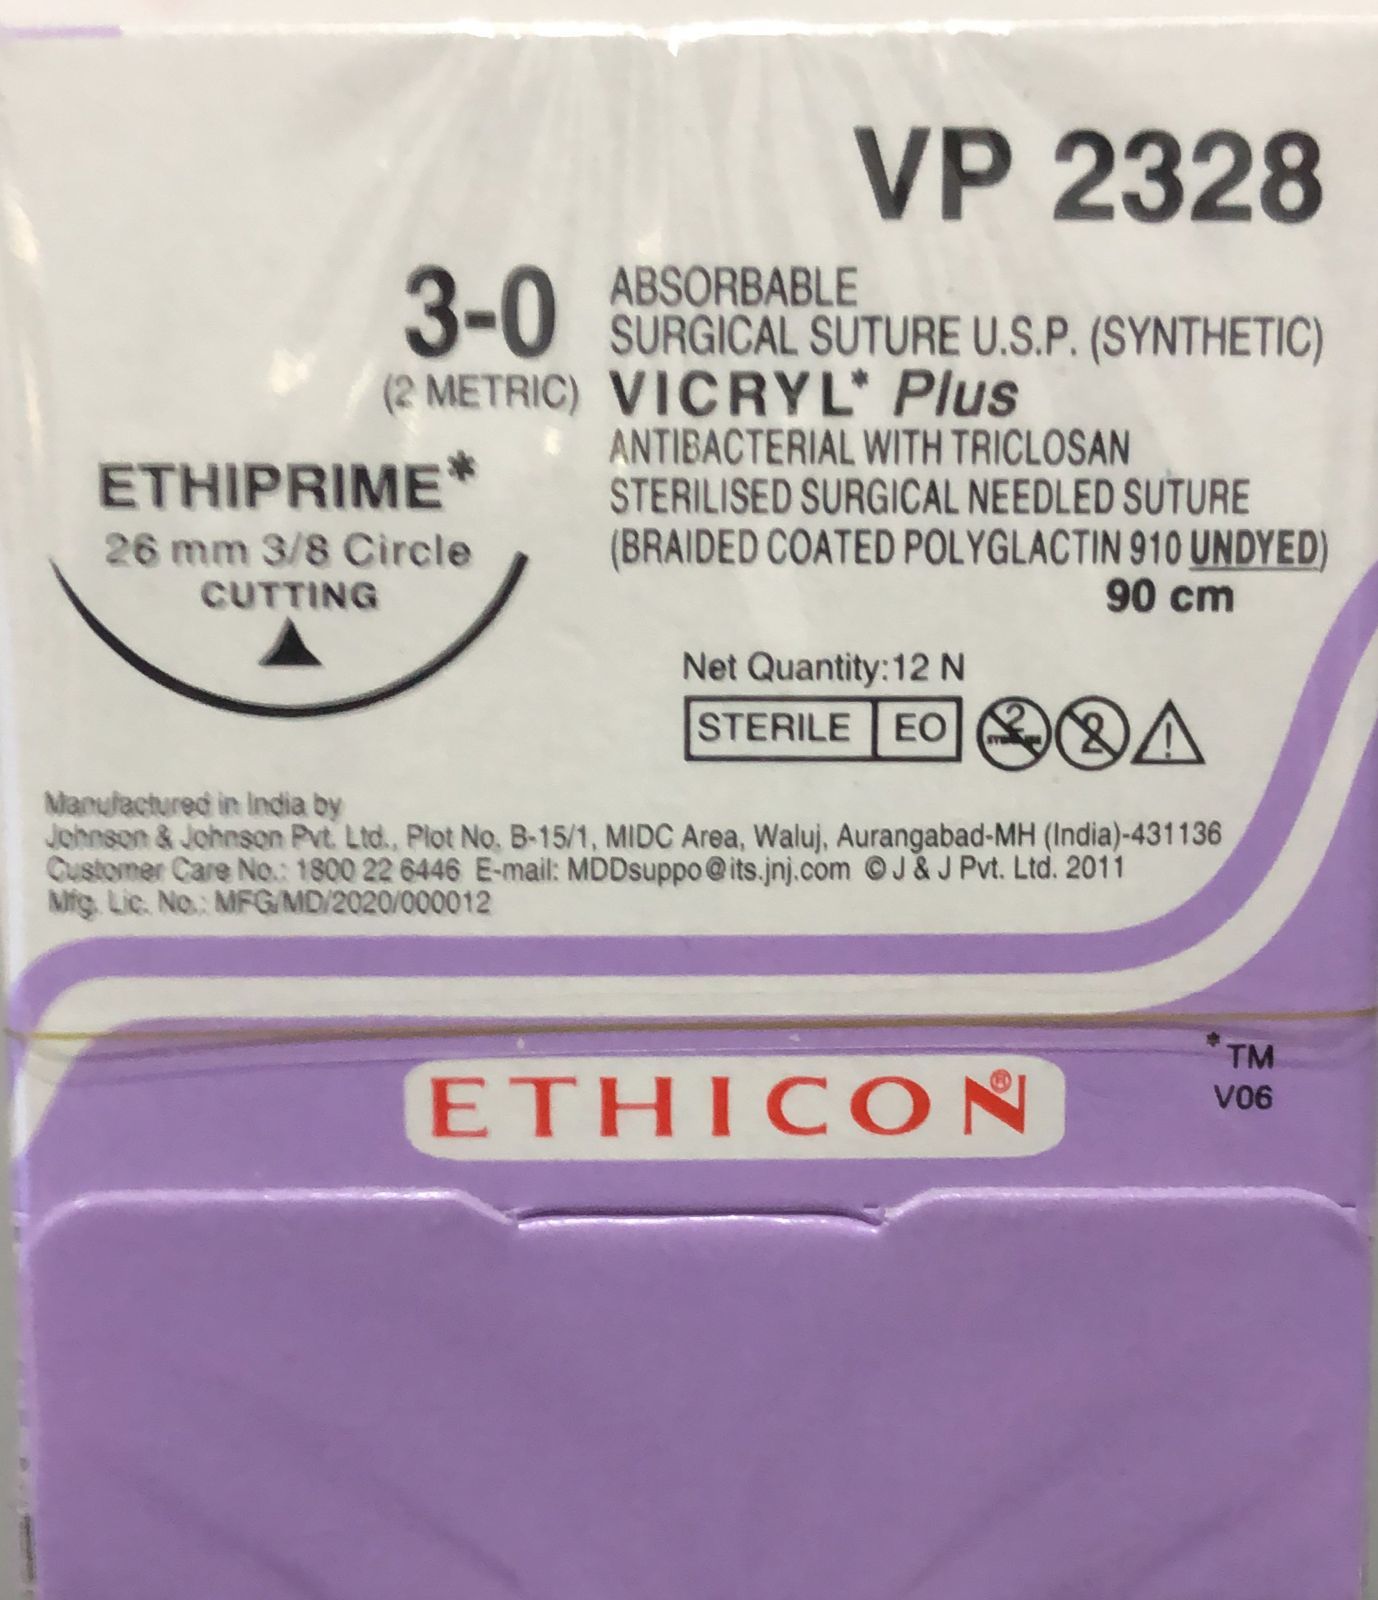 VP 2328
3-0
(2 METRIC)
ABSORBABLE
SURGICAL SUTURE U.S.P. (SYNTHETIC)
VICRYL* Plus
ANTIBACTERIAL WITH TRICLOSAN
STERILISED SURGICAL NEEDLED SUTURE
(BRAIDED COATED POLYGLACTIN 910 UNDYED)
90 cm
ETHIPRIME*
26 mm 3/8 Circle
CUTTING
Net Quantity:12 N
STERILE EO
2 2 !
Manufactured in India by
Johnson & Johnson Pvt. Ltd., Plot No. B-15/1, MIDC Area, Waluj, Aurangabad-MH (India)-431136
Customer Care No.: 1800 22 6446 E-mail: MDDsuppo@its.jnj.com © J & J Pvt. Ltd. 2011
Mfg. Lic. No.: MFG/MD/2020/000012
*TM
V06
ETHICON®